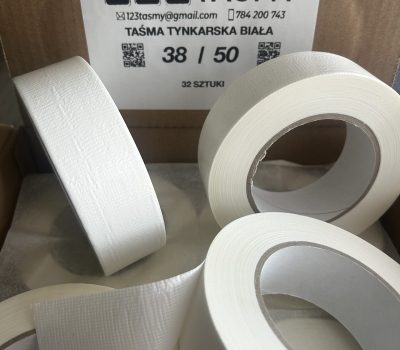 123tasmy@gmail.com 784 200 743
TAŚMA TYNKARSKA BIAŁA
38 / 50
32 SZTUKI